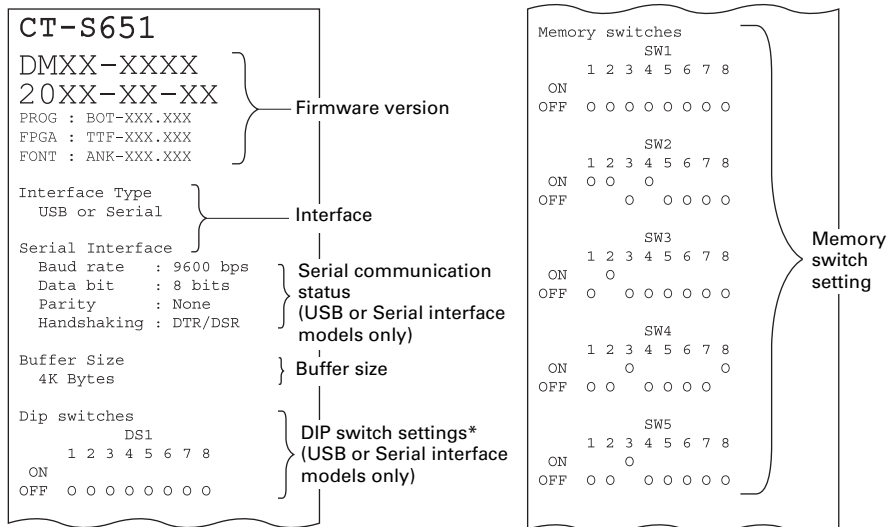 CT-S651
DMXX-XXXX
20XX-XX-XX
PROG : BOT-XXX.XXX
FPGA : TTF-XXX.XXX
FONT : ANK-XXX.XXX
Firmware version
Interface Type
USB or Serial
Interface
Serial Interface
Baud rate : 9600 bps
Data bit : 8 bits
Parity : None
Handshaking : DTR/DSR
Serial communication
status
(USB or Serial interface
models only)
Buffer Size
4K Bytes
Buffer size
Dip switches
DS1
1 2 3 4 5 6 7 8
ON
OFF O O O O O O O O
DIP switch settings*
(USB or Serial interface
models only)
Memory switches
SW1
1 2 3 4 5 6 7 8
ON
OFF O O O O O O O O
SW2
1 2 3 4 5 6 7 8
ON O O O
OFF O O O O O
SW3
1 2 3 4 5 6 7 8
ON O
OFF O O O O O O O
SW4
1 2 3 4 5 6 7 8
ON O O
OFF O O O O O O
SW5
1 2 3 4 5 6 7 8
ON O
OFF O O O O O O O
Memory
switch
setting